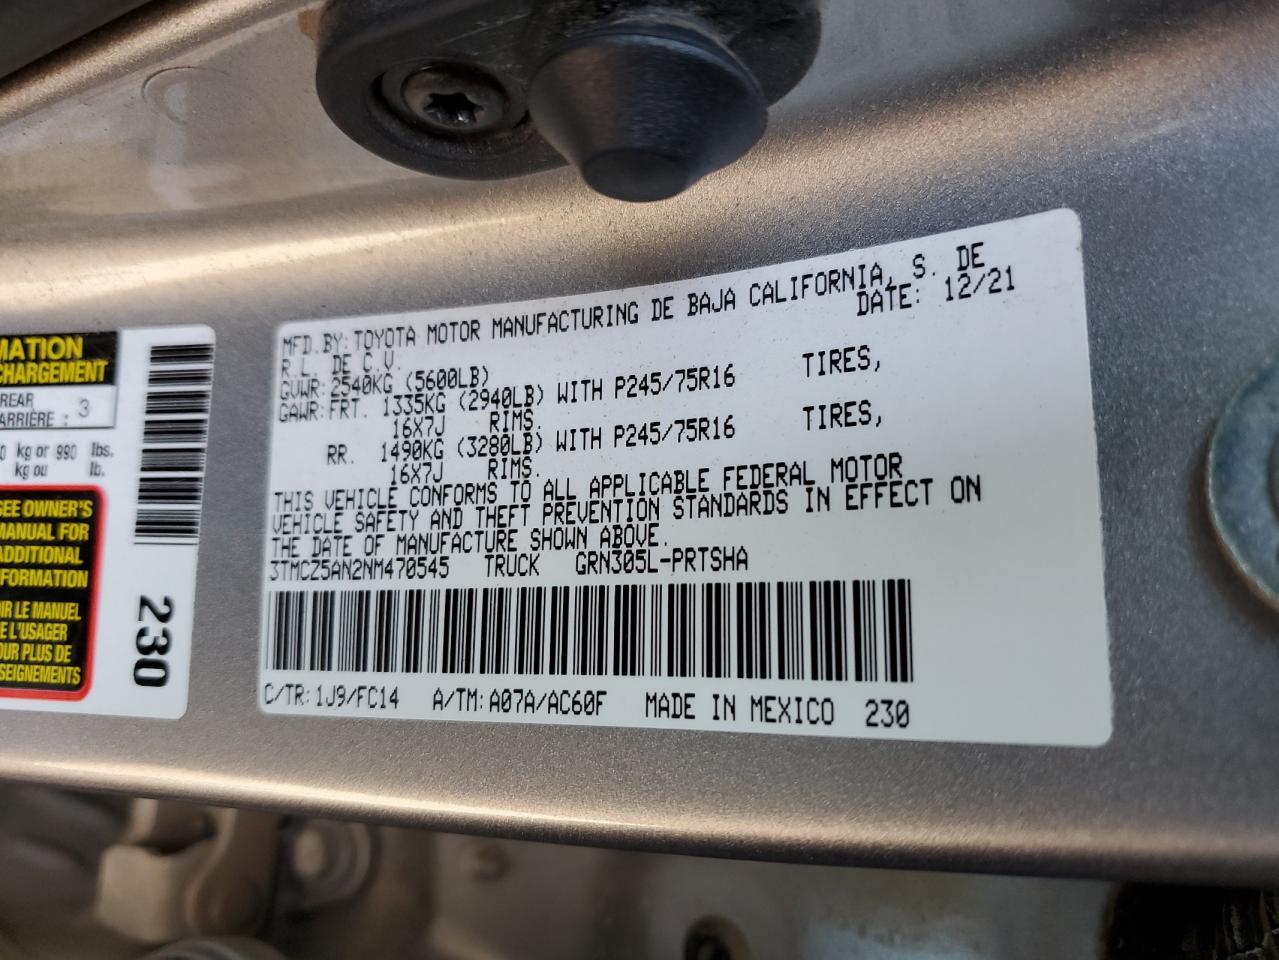 MATION
CHARGEMENT
REAR
ARRIÈRE : 3
0 kg or 990 lbs.
kg ou lb.
SEE OWNER'S
MANUAL FOR
ADDITIONAL
NFORMATION
IR LE MANUEL
E L'USAGER
OUR PLUS DE
SEIGNEMENTS
230
MFD. BY: TOYOTA MOTOR MANUFACTURING DE BAJA CALIFORNIA, S. DE
R. L. DE C. V. DATE: 12/21
GVWR: 2540KG (5600LB)
GAWR: FRT. 1335KG (2940LB) WITH P245/75R16 TIRES,
16X7J RIMS.
RR. 1490KG (3280LB) WITH P245/75R16 TIRES,
16X7J RIMS.
THIS VEHICLE CONFORMS TO ALL APPLICABLE FEDERAL MOTOR
VEHICLE SAFETY AND THEFT PREVENTION STANDARDS IN EFFECT ON
THE DATE OF MANUFACTURE SHOWN ABOVE.
3TMCZ5AN2NM470545 TRUCK GRN305L-PRTSHA
C/TR: 1J9/FC14 A/TM: A07A/AC60F MADE IN MEXICO 230